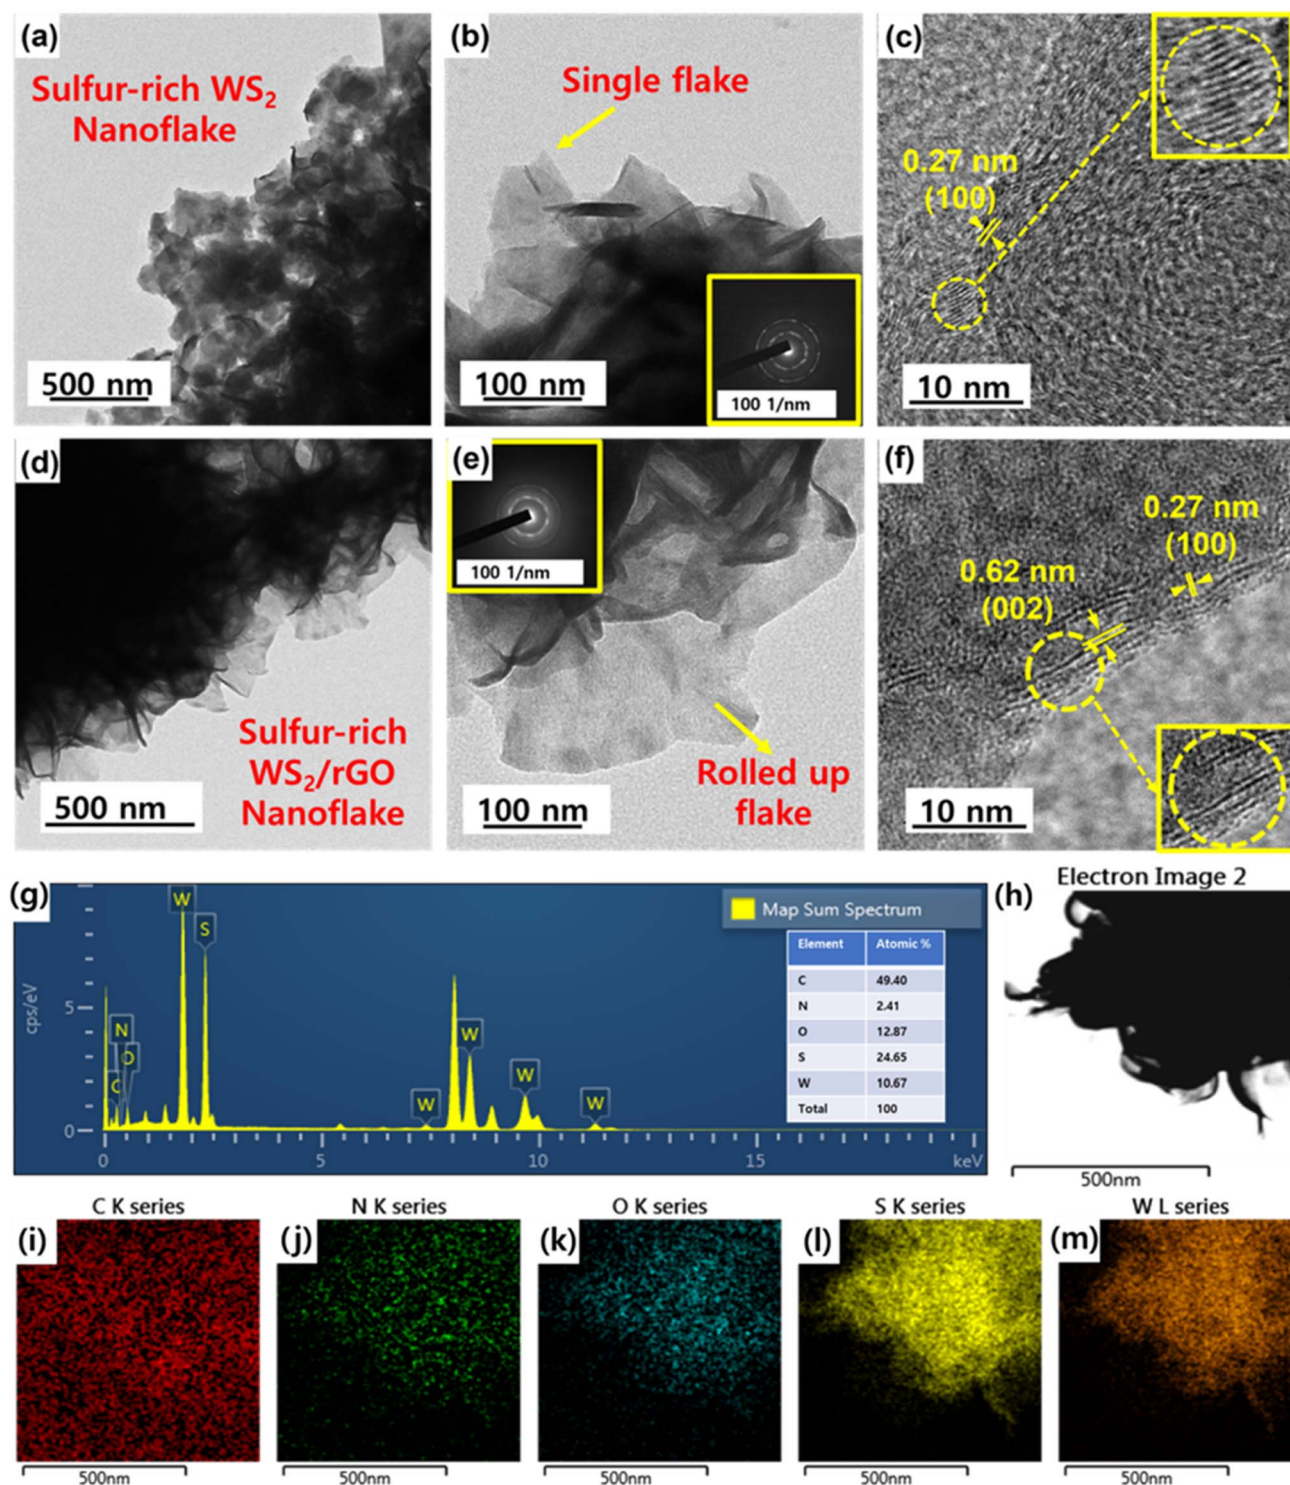 (a)
Sulfur-rich WS₂
Nanoflake
500 nm
(b)
Single flake
100 nm
100 1/nm
(c)
0.27 nm
(100)
10 nm
(d)
Sulfur-rich
WS₂/rGO
Nanoflake
500 nm
(e)
100 1/nm
Rolled up
flake
100 nm
(f)
0.27 nm
(100)
0.62 nm
(002)
10 nm
(g)
Map Sum Spectrum
Element Atomic %
C 49.40
N 2.41
O 12.87
S 24.65
W 10.67
Total 100
cps/eV
5
0
W
S
N
O
C
W
W
W
W
0 5 10 15 keV
(h)
Electron Image 2
500nm
C K series
(i)
500nm
N K series
(j)
500nm
O K series
(k)
500nm
S K series
(l)
500nm
W L series
(m)
500nm